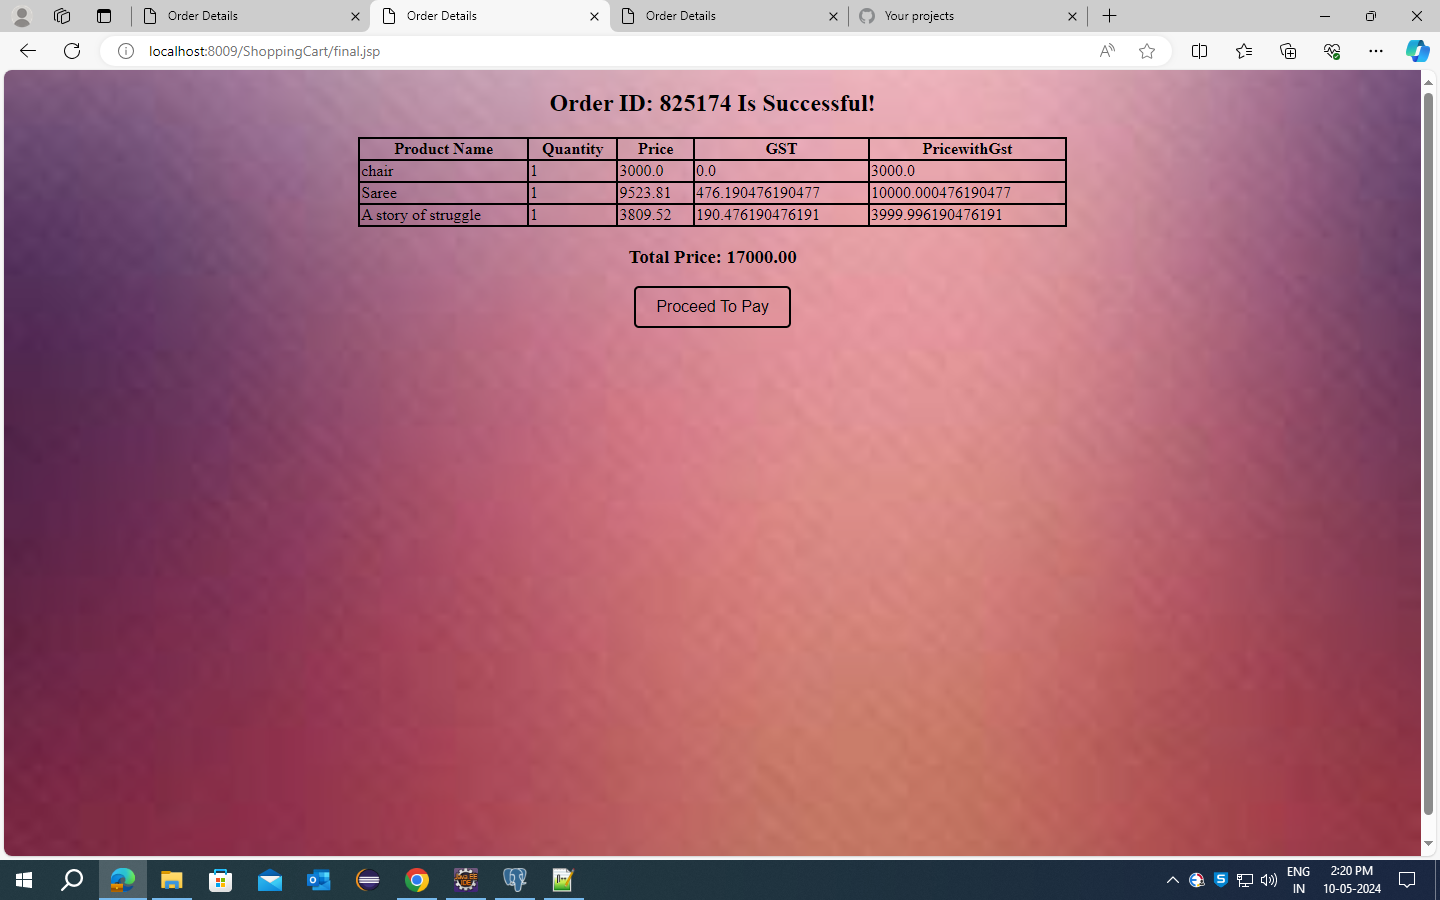 Order Details
Order Details
Order Details
Your projects
localhost:8009/ShoppingCart/final.jsp
Order ID: 825174 Is Successful!
Product Name Quantity Price GST PricewithGst
chair 1 3000.0 0.0 3000.0
Saree 1 9523.81 476.190476190477 10000.000476190477
A story of struggle 1 3809.52 190.476190476191 3999.996190476191
Total Price: 17000.00
Proceed To Pay
ENG 2:20 PM
IN 10-05-2024